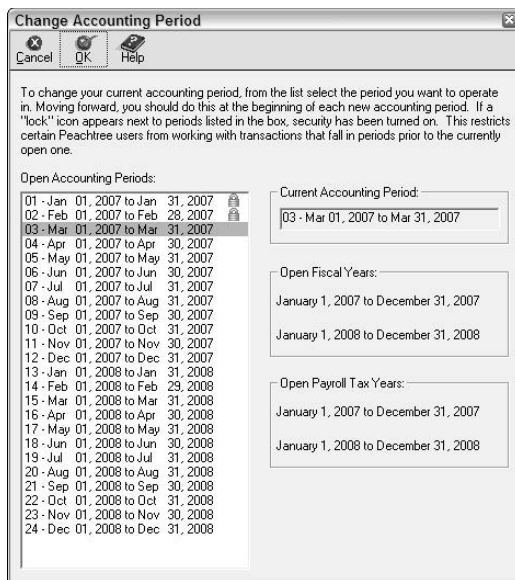 Change Accounting Period
Cancel OK Help
To change your current accounting period, from the list select the period you want to operate
in. Moving forward, you should do this at the beginning of each new accounting period. If a
"lock" icon appears next to periods listed in the box, security has been turned on. This restricts
certain Peachtree users from working with transactions that fall in periods prior to the currently
open one.
Open Accounting Periods:
01 - Jan 01, 2007 to Jan 31, 2007
02 - Feb 01, 2007 to Feb 28, 2007
03 - Mar 01, 2007 to Mar 31, 2007
04 - Apr 01, 2007 to Apr 30, 2007
05 - May 01, 2007 to May 31, 2007
06 - Jun 01, 2007 to Jun 30, 2007
07 - Jul 01, 2007 to Jul 31, 2007
08 - Aug 01, 2007 to Aug 31, 2007
09 - Sep 01, 2007 to Sep 30, 2007
10 - Oct 01, 2007 to Oct 31, 2007
11 - Nov 01, 2007 to Nov 30, 2007
12 - Dec 01, 2007 to Dec 31, 2007
13 - Jan 01, 2008 to Jan 31, 2008
14 - Feb 01, 2008 to Feb 29, 2008
15 - Mar 01, 2008 to Mar 31, 2008
16 - Apr 01, 2008 to Apr 30, 2008
17 - May 01, 2008 to May 31, 2008
18 - Jun 01, 2008 to Jun 30, 2008
19 - Jul 01, 2008 to Jul 31, 2008
20 - Aug 01, 2008 to Aug 31, 2008
21 - Sep 01, 2008 to Sep 30, 2008
22 - Oct 01, 2008 to Oct 31, 2008
23 - Nov 01, 2008 to Nov 30, 2008
24 - Dec 01, 2008 to Dec 31, 2008
Current Accounting Period:
03 - Mar 01, 2007 to Mar 31, 2007
Open Fiscal Years:
January 1, 2007 to December 31, 2007
January 1, 2008 to December 31, 2008
Open Payroll Tax Years:
January 1, 2007 to December 31, 2007
January 1, 2008 to December 31, 2008